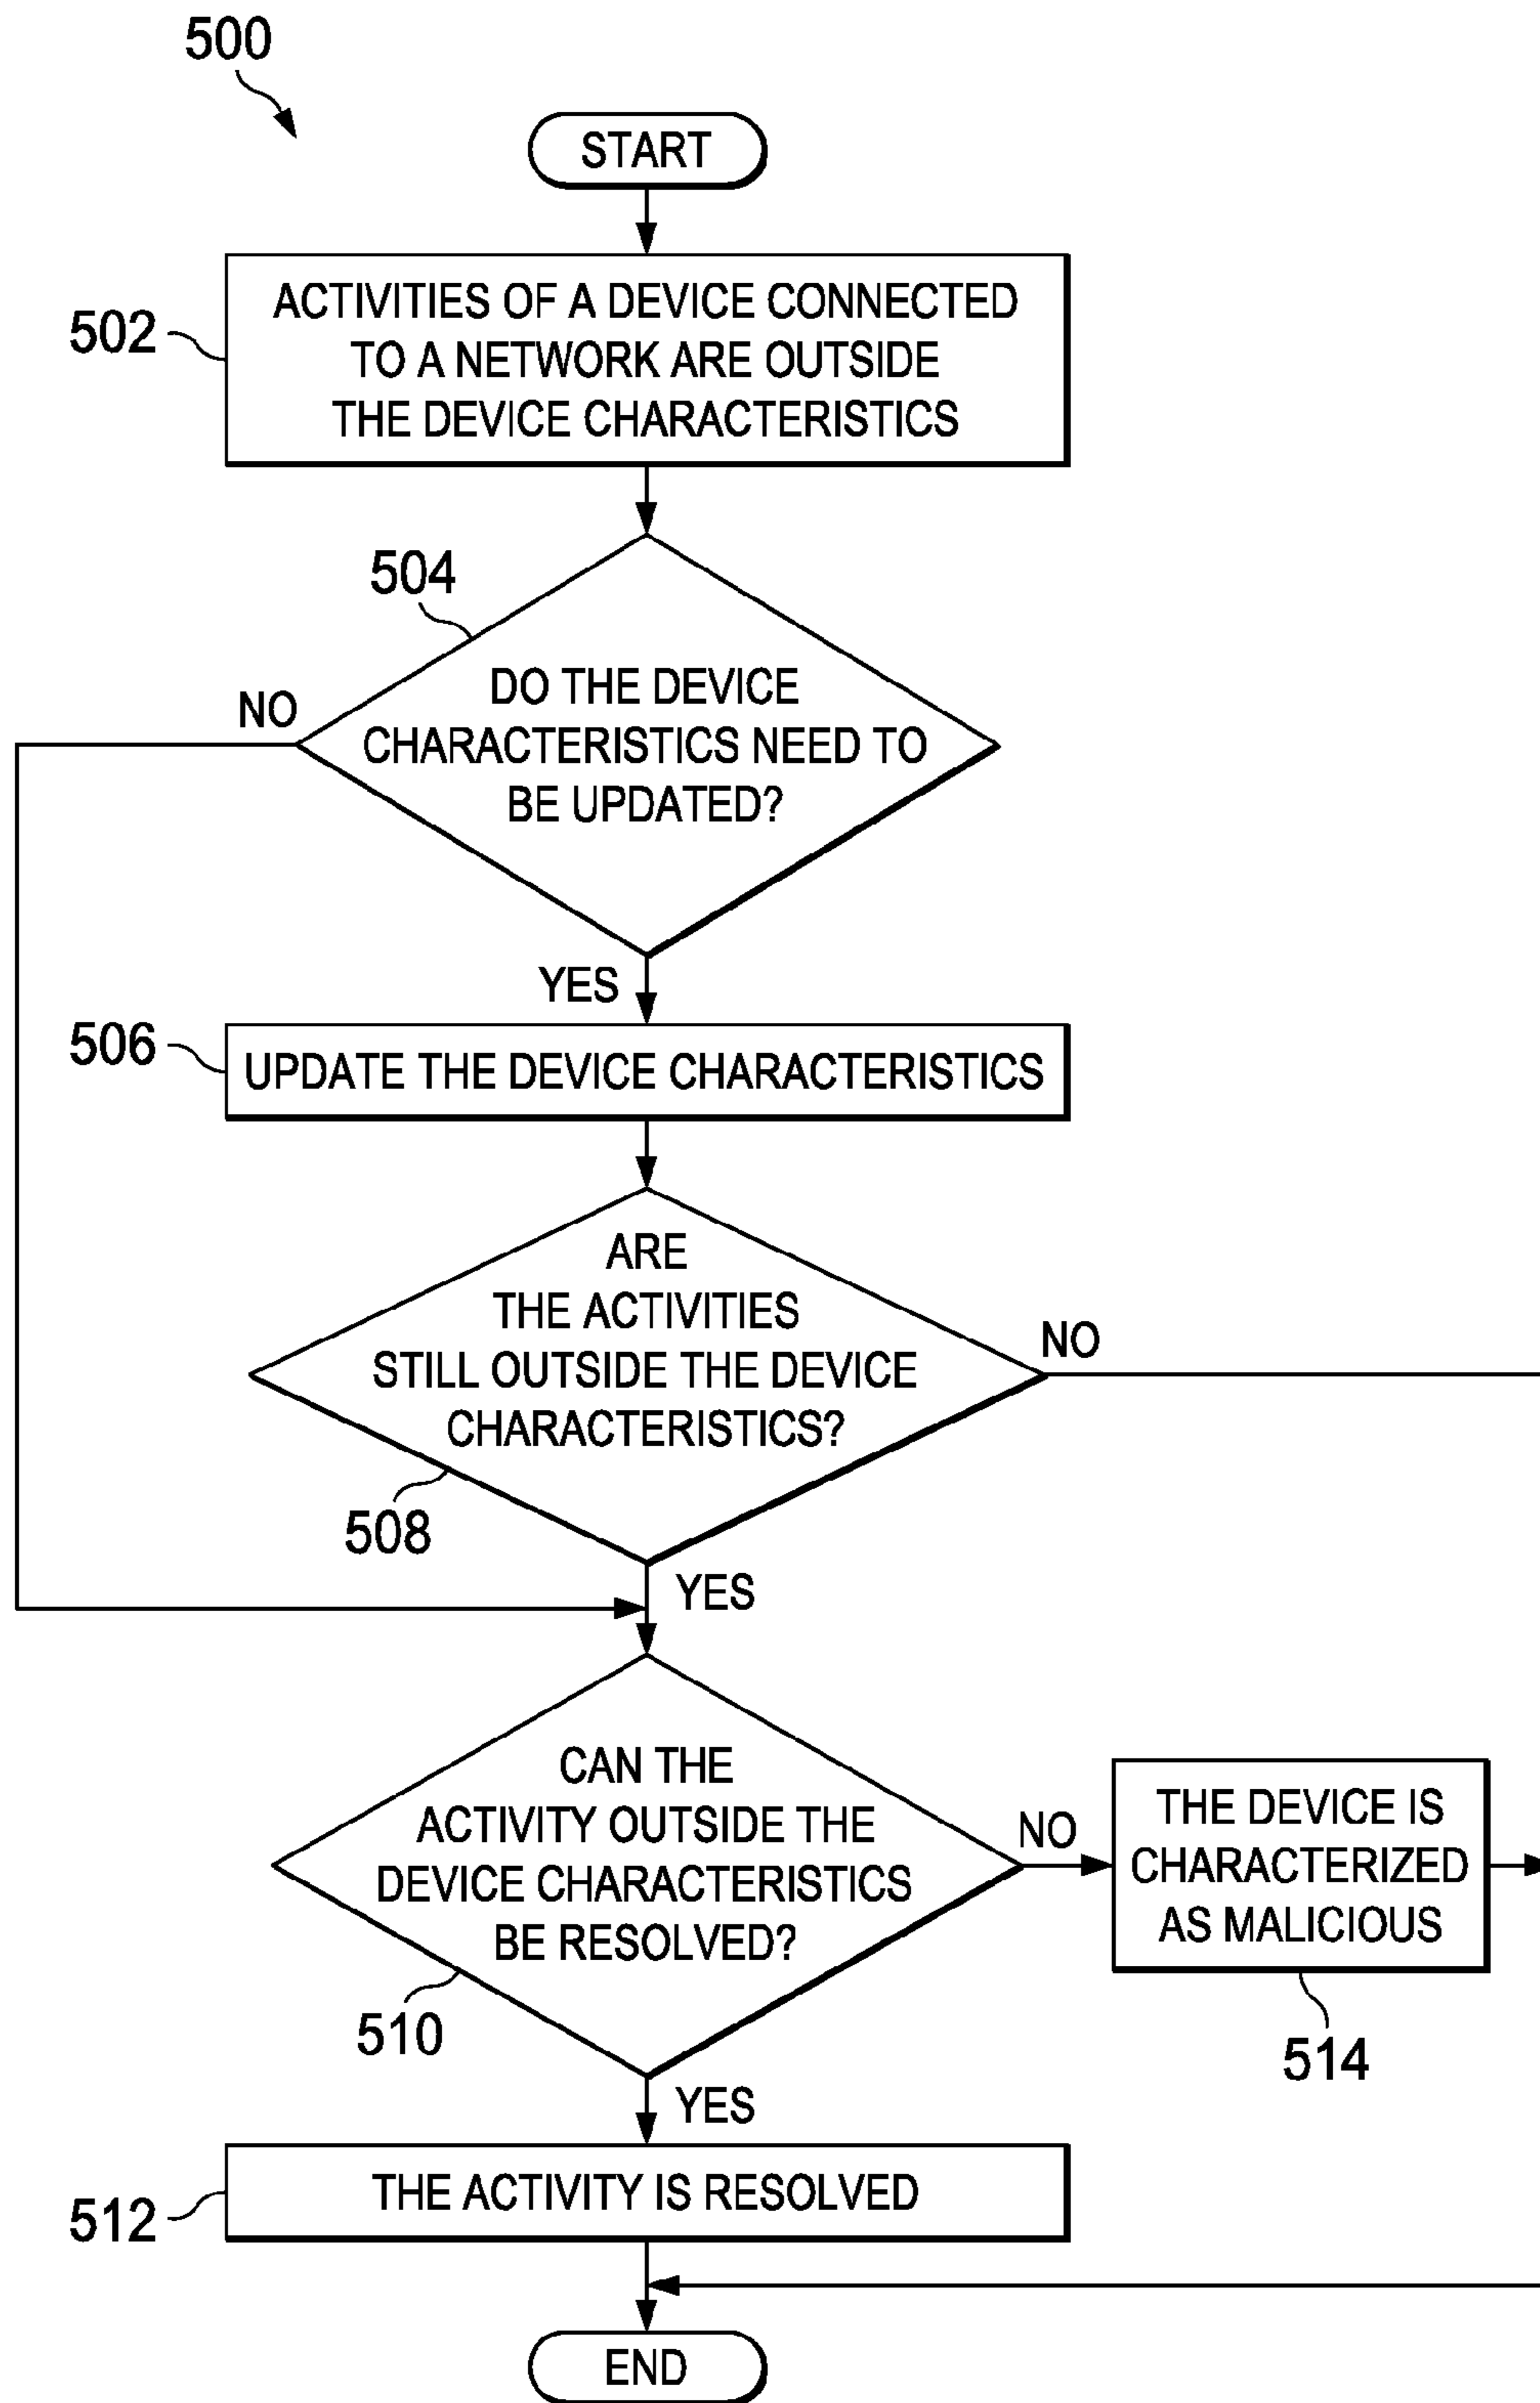 500
START
502
ACTIVITIES OF A DEVICE CONNECTED
TO A NETWORK ARE OUTSIDE
THE DEVICE CHARACTERISTICS
504
DO THE DEVICE
CHARACTERISTICS NEED TO
BE UPDATED?
NO
YES
506
UPDATE THE DEVICE CHARACTERISTICS
ARE
THE ACTIVITIES
STILL OUTSIDE THE DEVICE
CHARACTERISTICS?
NO
508
YES
CAN THE
ACTIVITY OUTSIDE THE
DEVICE CHARACTERISTICS
BE RESOLVED?
NO
THE DEVICE IS
CHARACTERIZED
AS MALICIOUS
510
514
YES
512
THE ACTIVITY IS RESOLVED
END